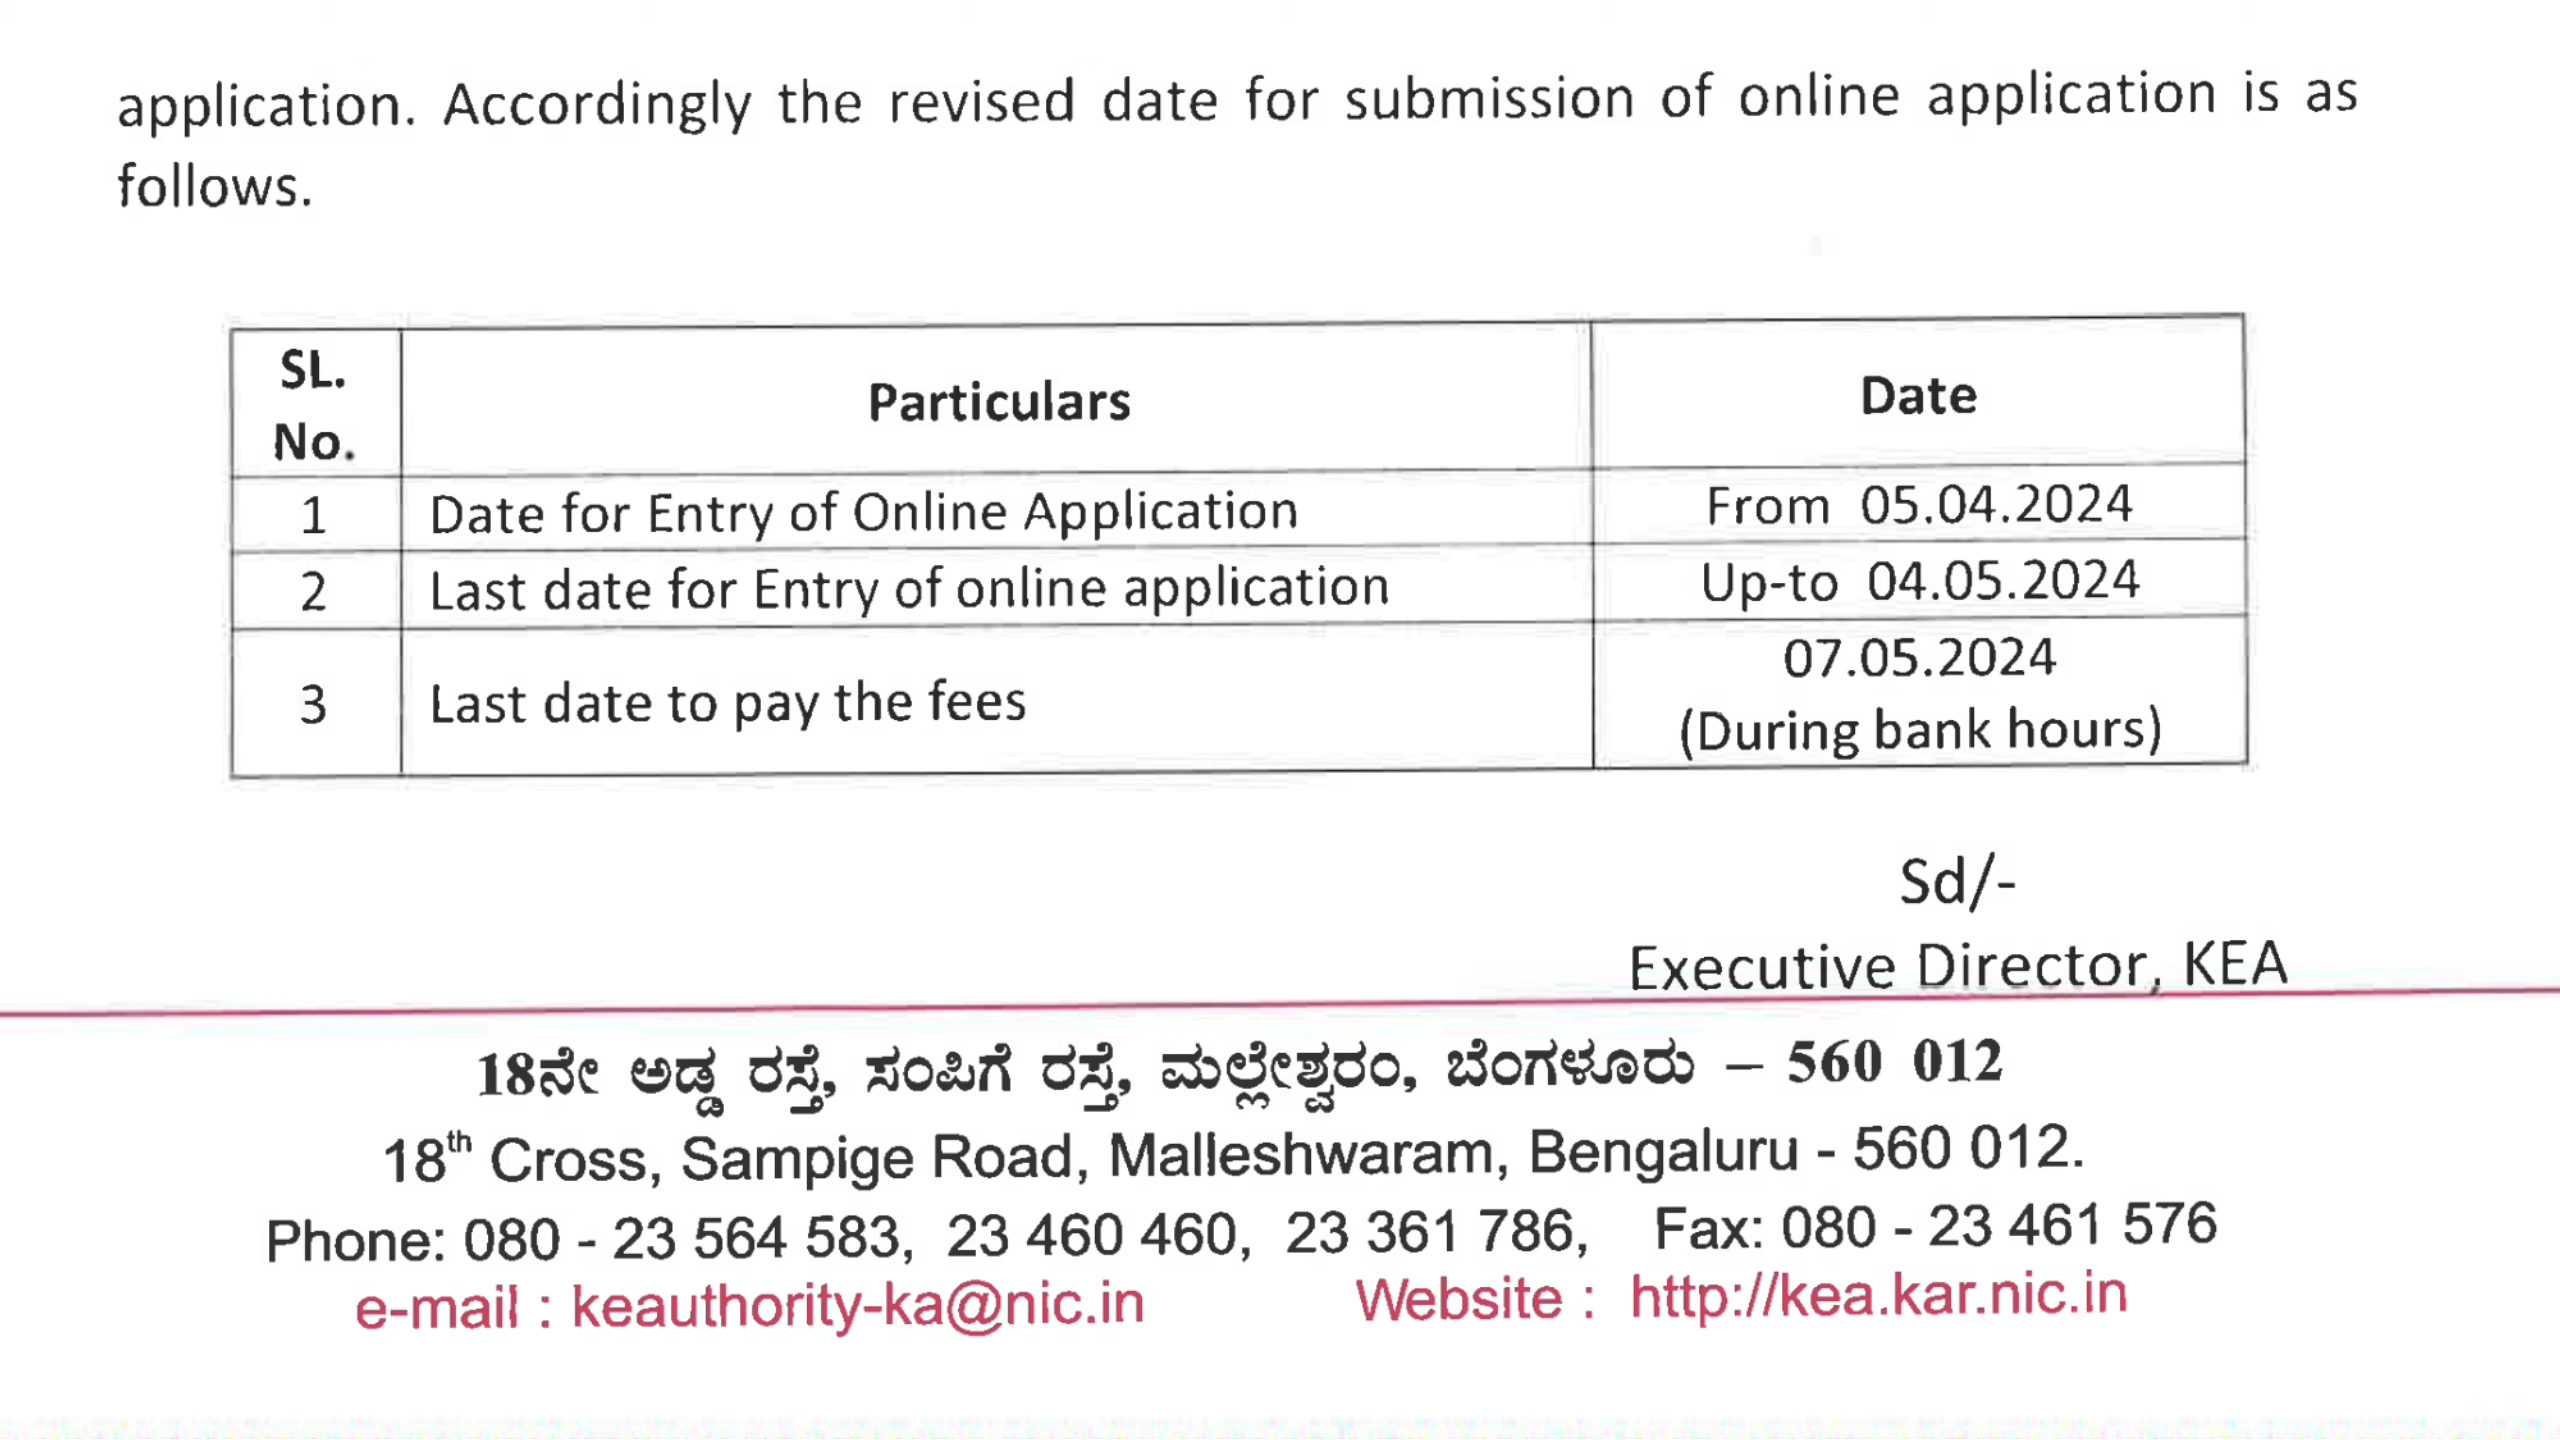 application. Accordingly the revised date for submission of online application is as
follows.
SL. No. Particulars Date
1 Date for Entry of Online Application From 05.04.2024
2 Last date for Entry of online application Up-to 04.05.2024
3 Last date to pay the fees 07.05.2024 (During bank hours)
Sd/-
Executive Director, KEA
18ನೇ ಅಡ್ಡ ರಸ್ತೆ, ಸಂಪಿಗೆ ರಸ್ತೆ, ಮಲ್ಲೇಶ್ವರಂ, ಬೆಂಗಳೂರು – 560 012
18th Cross, Sampige Road, Malleshwaram, Bengaluru - 560 012.
Phone: 080 - 23 564 583, 23 460 460, 23 361 786, Fax: 080 - 23 461 576
e-mail : keauthority-ka@nic.in Website : http://kea.kar.nic.in